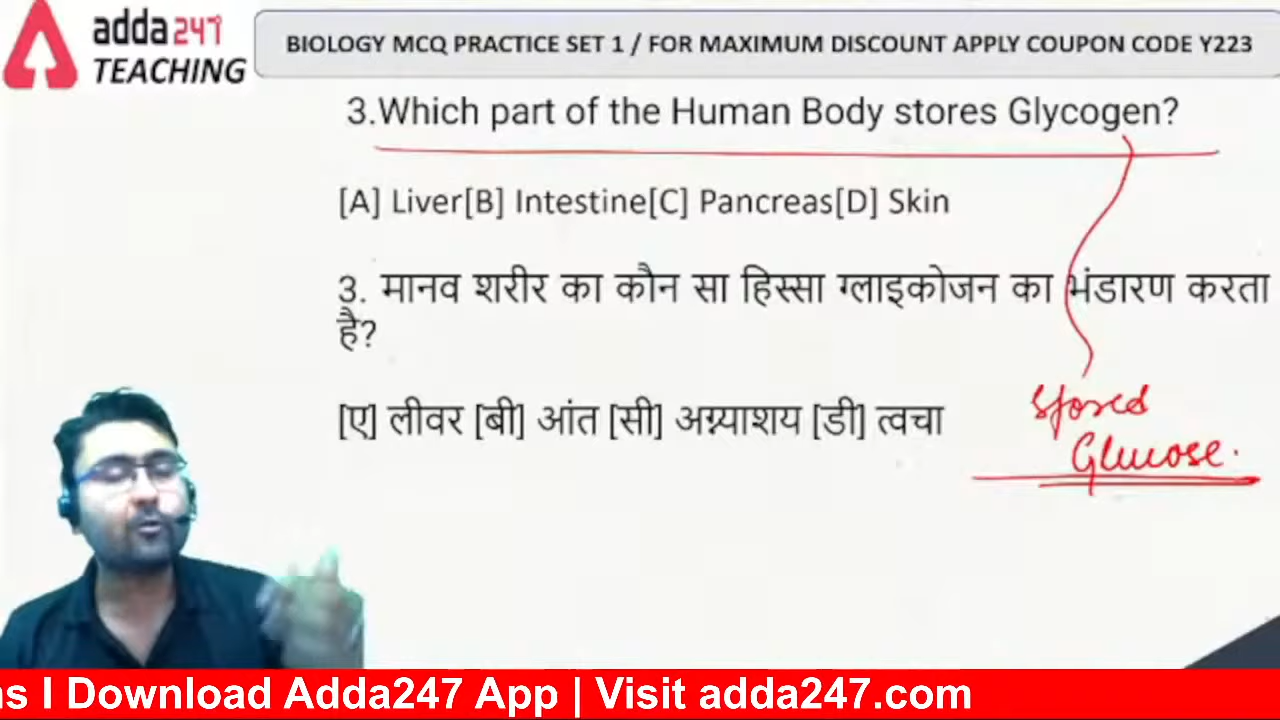 adda247
TEACHING
BIOLOGY MCQ PRACTICE SET 1 / FOR MAXIMUM DISCOUNT APPLY COUPON CODE Y223
3.Which part of the Human Body stores Glycogen?
[A] Liver[B] Intestine[C] Pancreas[D] Skin
3. मानव शरीर का कौन सा हिस्सा ग्लाइकोजन का भंडारण करता
है?
[ए] लीवर [बी] आंत [सी] अग्न्याशय [डी] त्वचा
Stored
Glucose.
ns I Download Adda247 App | Visit adda247.com